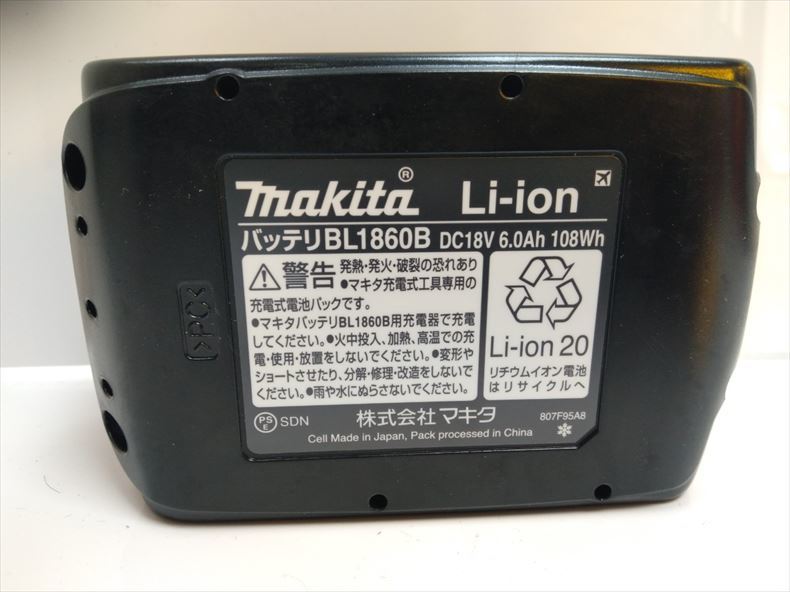 makita® Li-ion
バッテリBL1860B DC18V 6.0Ah 108Wh
警告 発熱・発火・破裂の恐れあり
●マキタ充電式工具専用の
充電式電池パックです。
●マキタバッテリBL1860B用充電器で充電
してください。●火中投入、加熱、高温での充
電・使用・放置をしないでください。●変形や
ショートさせたり、分解・修理・改造をしないで
ください。●雨や水にぬらさないでください。
Li-ion 20
リチウムイオン電池
はリサイクルへ
PSE SDN
株式会社 マキタ
807F95A8
Cell Made in Japan, Pack processed in China
>PC<